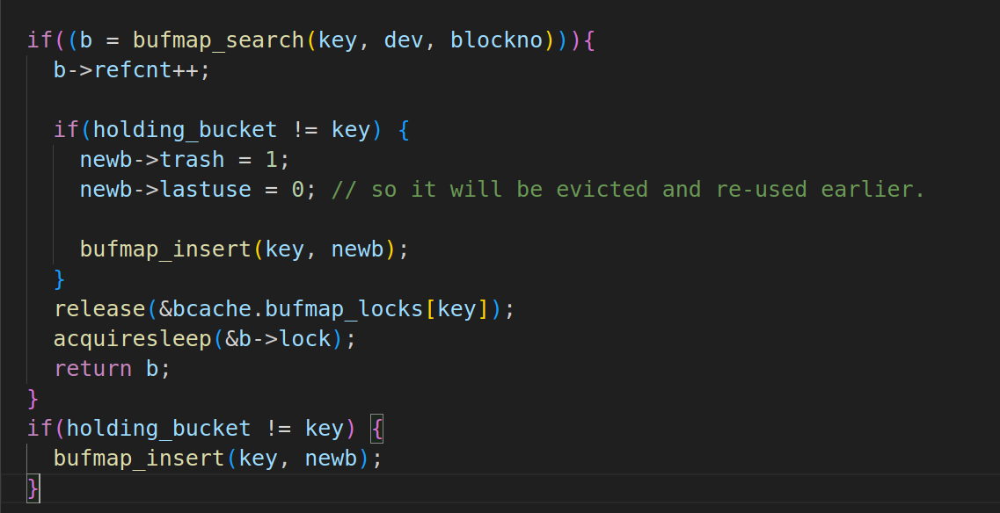 if((b = bufmap_search(key, dev, blockno))){
b->refcnt++;
if(holding_bucket != key) {
newb->trash = 1;
newb->lastuse = 0; // so it will be evicted and re-used earlier.
bufmap_insert(key, newb);
}
release(&bcache.bufmap_locks[key]);
acquiresleep(&b->lock);
return b;
}
if(holding_bucket != key) {
bufmap_insert(key, newb);
}